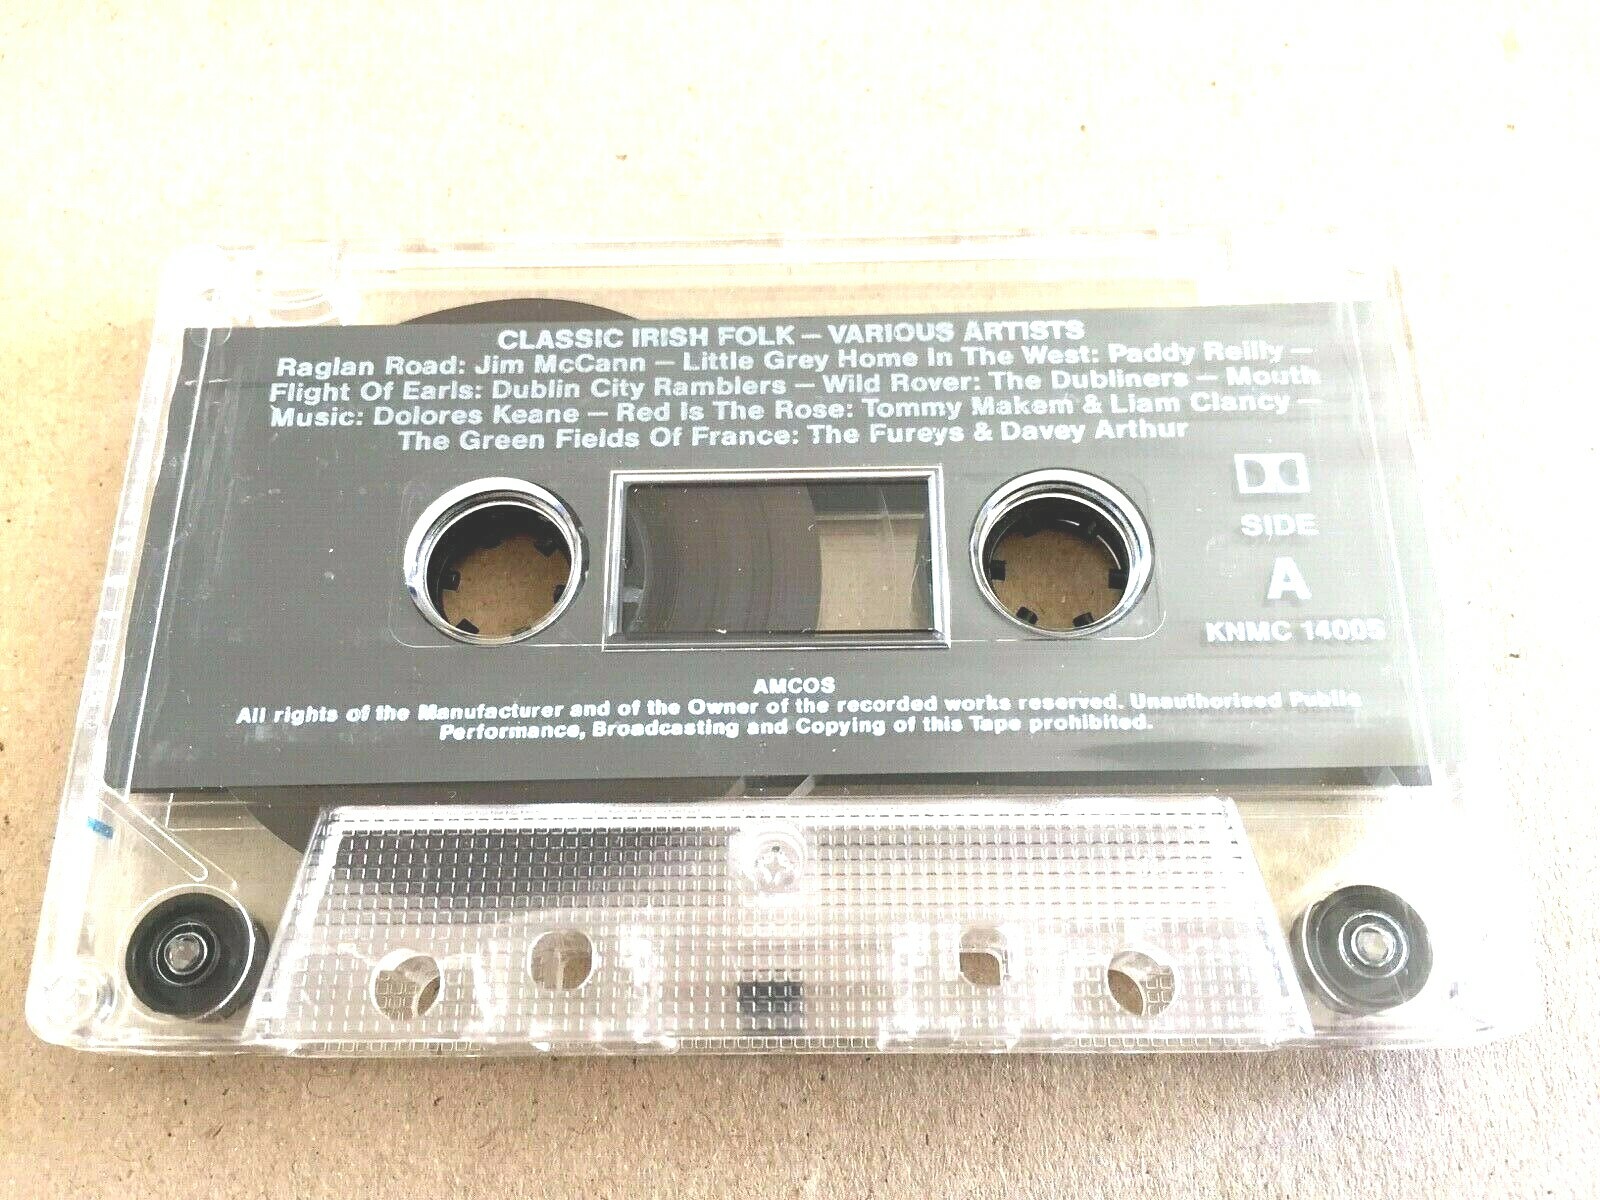 CLASSIC IRISH FOLK – VARIOUS ARTISTS
Raglan Road: Jim McCann – Little Grey Home In The West: Paddy Reilly –
Flight Of Earls: Dublin City Ramblers – Wild Rover: The Dubliners – Mouth
Music: Dolores Keane – Red Is The Rose: Tommy Makem & Liam Clancy –
The Green Fields Of France: The Fureys & Davey Arthur
SIDE
A
KNMC 14005
AMCOS
All rights of the Manufacturer and of the Owner of the recorded works reserved. Unauthorised Public
Performance, Broadcasting and Copying of this Tape prohibited.